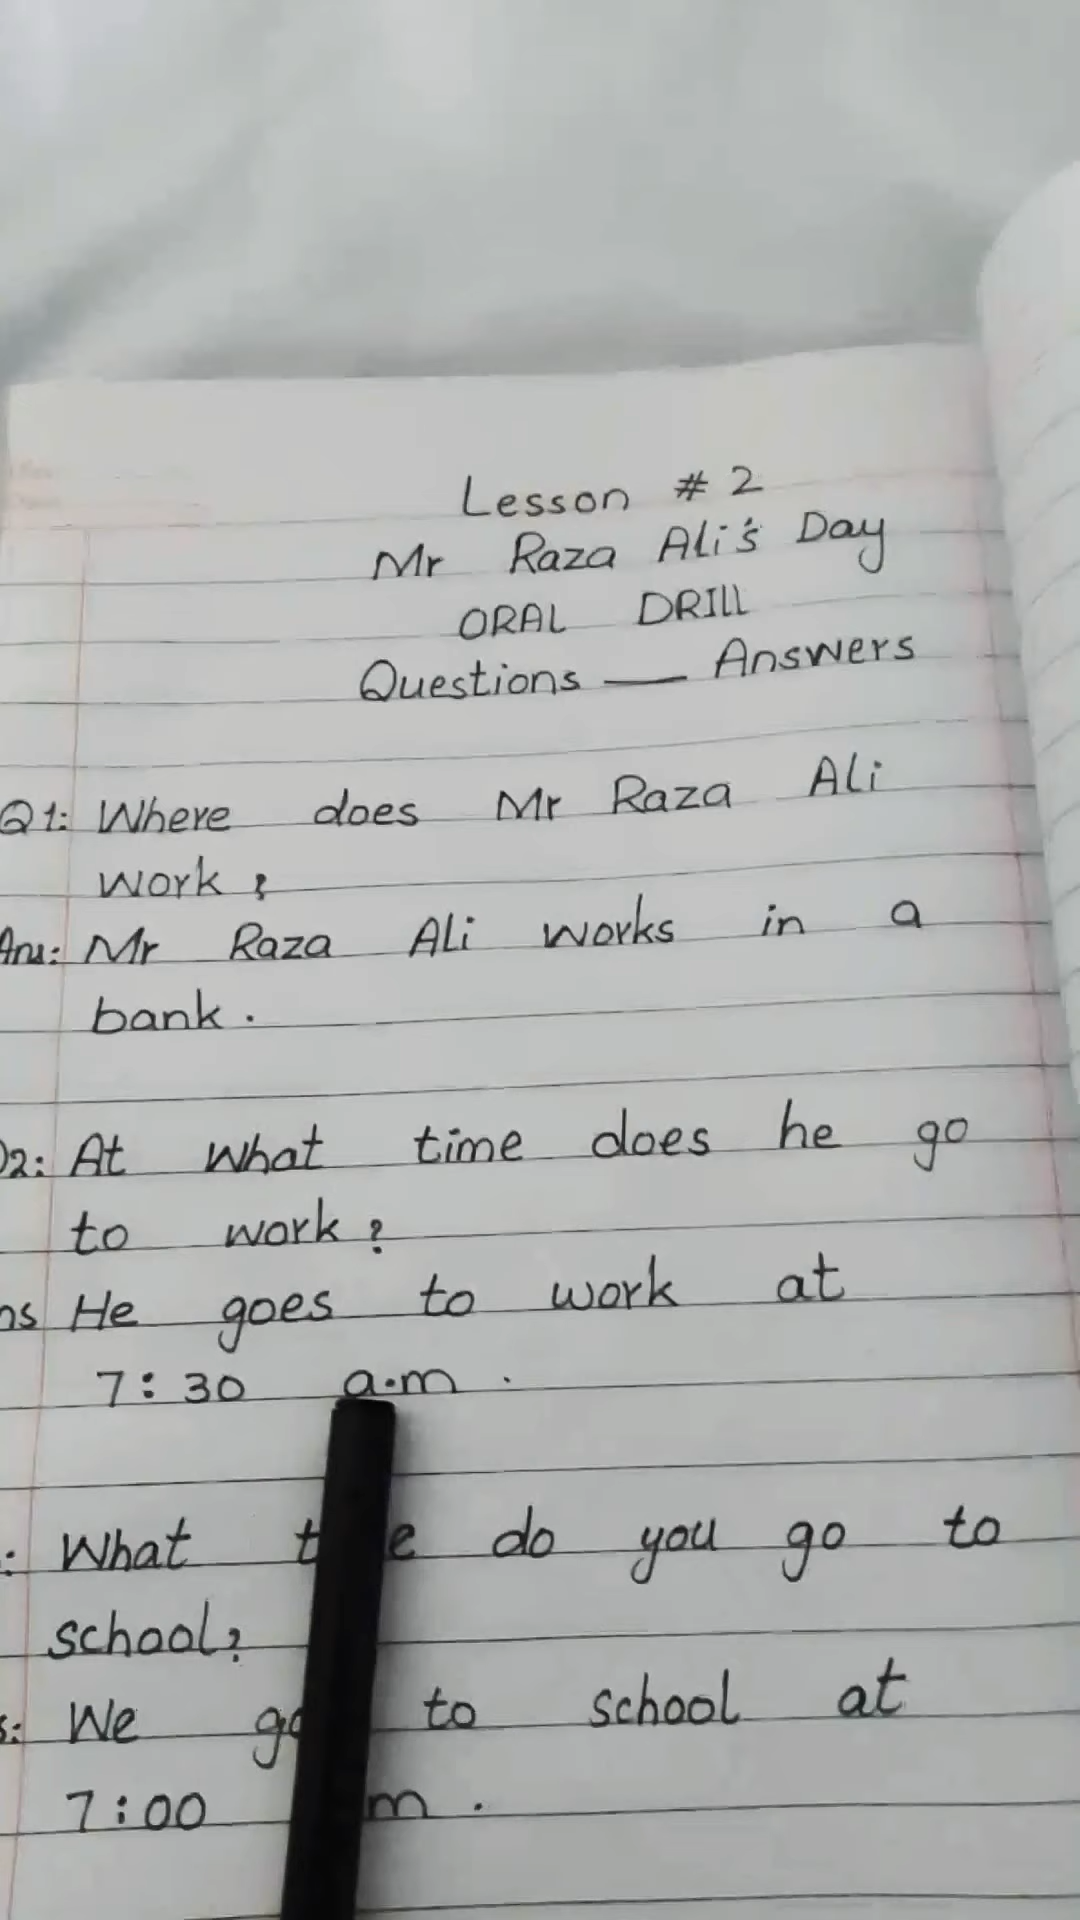 Lesson # 2
Mr Raza Ali's Day
ORAL DRILL
Questions — Answers
Q1: Where does Mr Raza Ali
work?
Ans: Mr Raza Ali works in a
bank.
Q2: At what time does he go
to work?
ns He goes to work at
7:30 a.m.
: What do you go to
school?
s: We to school at
7:00 m.